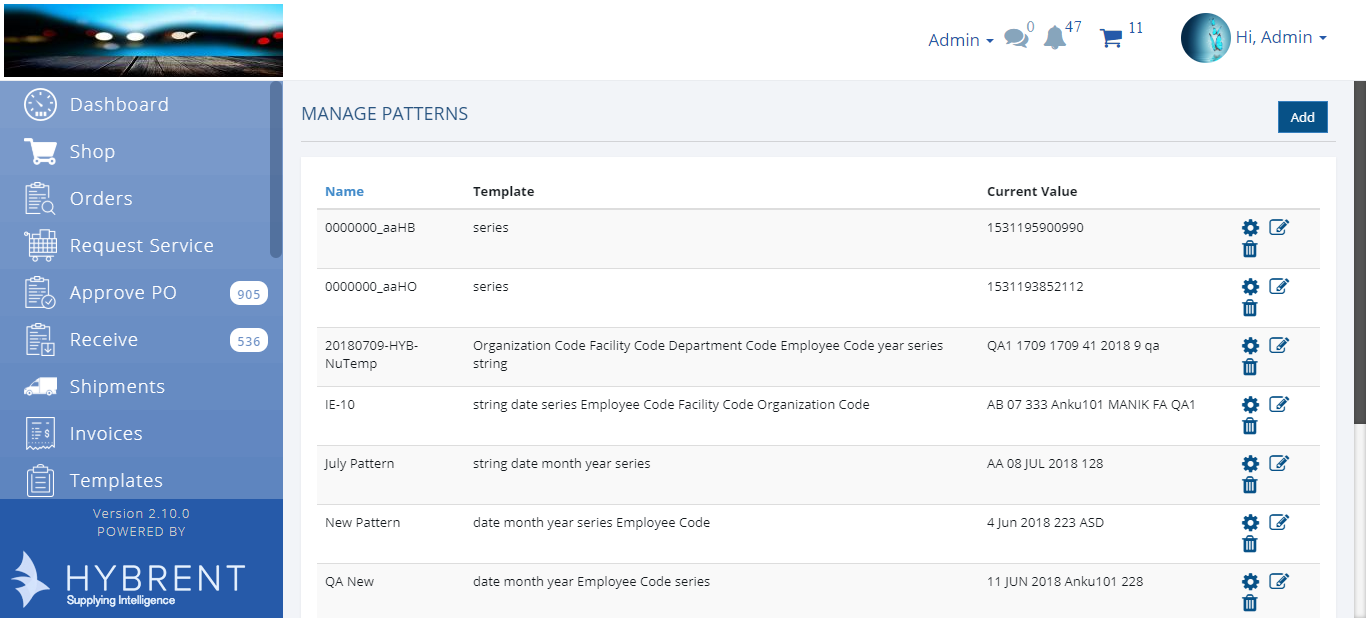 Admin 0 47 11 Hi, Admin
Dashboard
Shop
Orders
Request Service
Approve PO 905
Receive 536
Shipments
Invoices
Templates
Version 2.10.0
POWERED BY
HYBRENT
Supplying Intelligence
MANAGE PATTERNS Add
Name Template Current Value
0000000_aaHB series 1531195900990
0000000_aaHO series 1531193852112
20180709-HYB- Organization Code Facility Code Department Code Employee Code year series QA1 1709 1709 41 2018 9 qa
NuTemp string
IE-10 string date series Employee Code Facility Code Organization Code AB 07 333 Anku101 MANIK FA QA1
July Pattern string date month year series AA 08 JUL 2018 128
New Pattern date month year series Employee Code 4 Jun 2018 223 ASD
QA New date month year Employee Code series 11 JUN 2018 Anku101 228